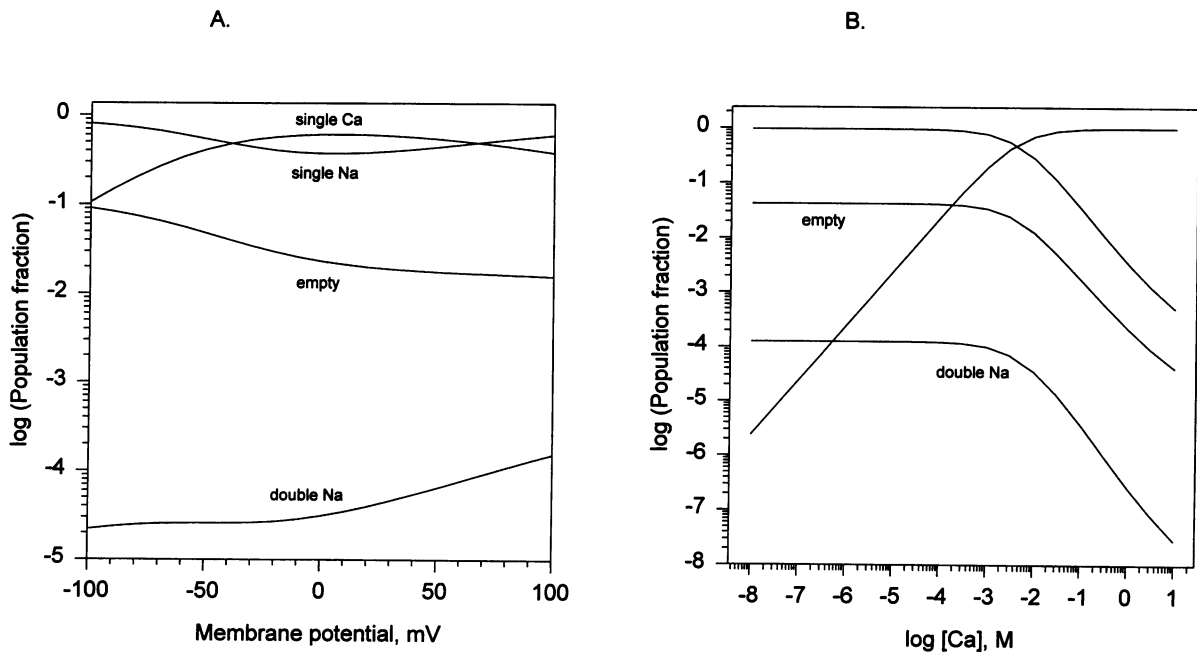 A.
log (Population fraction)
0
-1
-2
-3
-4
-5
single Ca
single Na
empty
double Na
-100
-50
0
50
100
Membrane potential, mV
B.
log (Population fraction)
0
-1
-2
-3
-4
-5
-6
-7
-8
empty
double Na
-8
-7
-6
-5
-4
-3
-2
-1
0
1
log [Ca], M